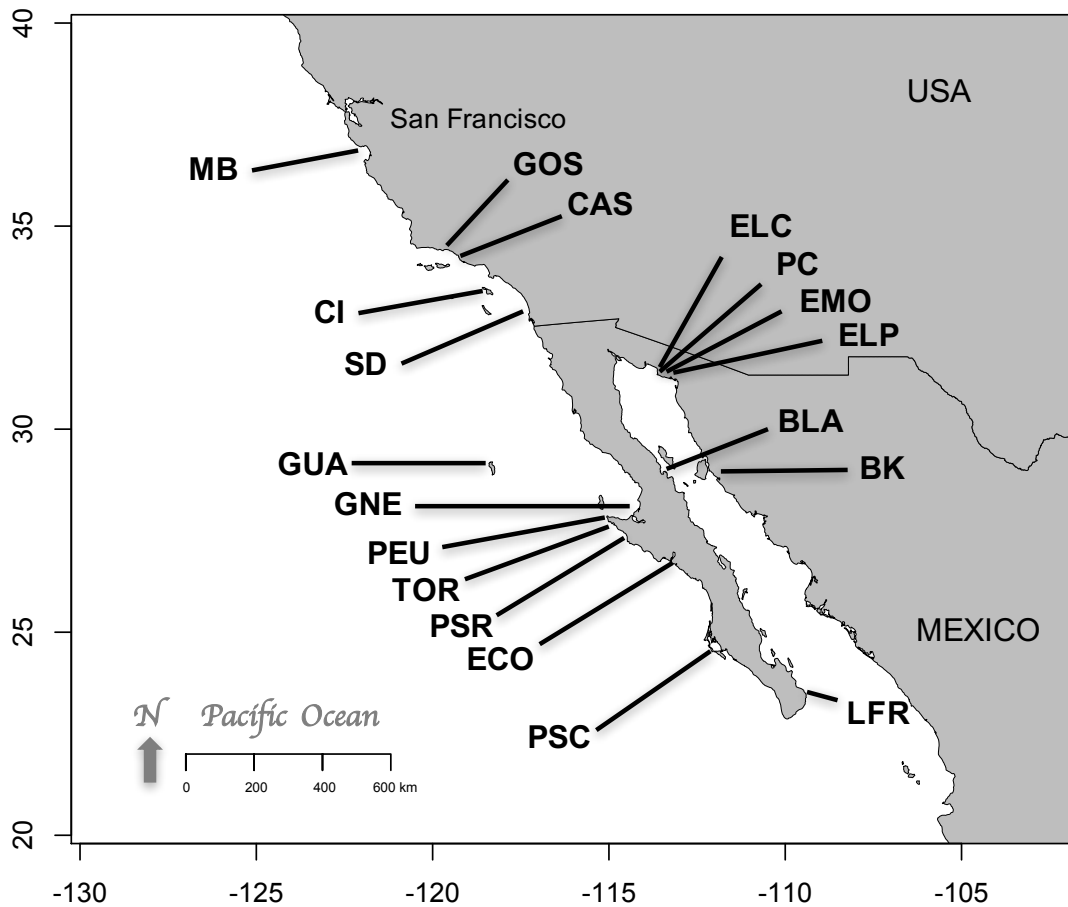 40
USA
San Francisco
GOS
MB
CAS
35
ELC
PC
EMO
CI
ELP
SD
30
BLA
GUA
BK
GNE
PEU
TOR
PSR
25
MEXICO
ECO
N Pacific Ocean
LFR
PSC
0 200 400 600 km
20
-130 -125 -120 -115 -110 -105